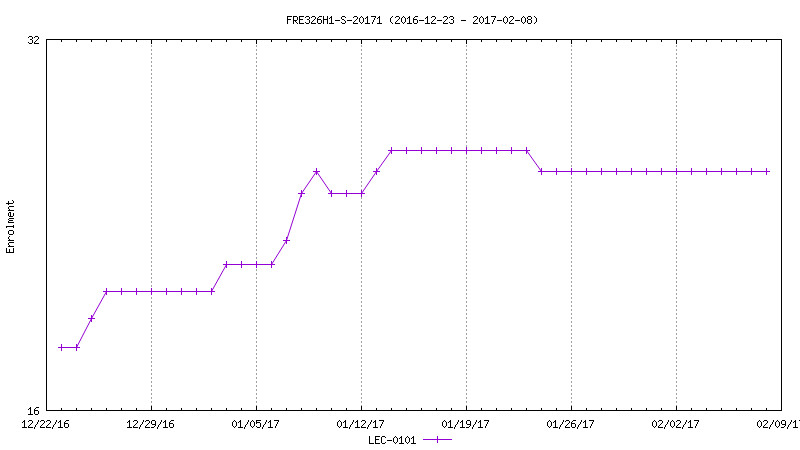 FRE326H1-S-20171 (2016-12-23 - 2017-02-08)
32
Enrolment
16
12/22/16 12/29/16 01/05/17 01/12/17 01/19/17 01/26/17 02/02/17 02/09/1
LEC-0101